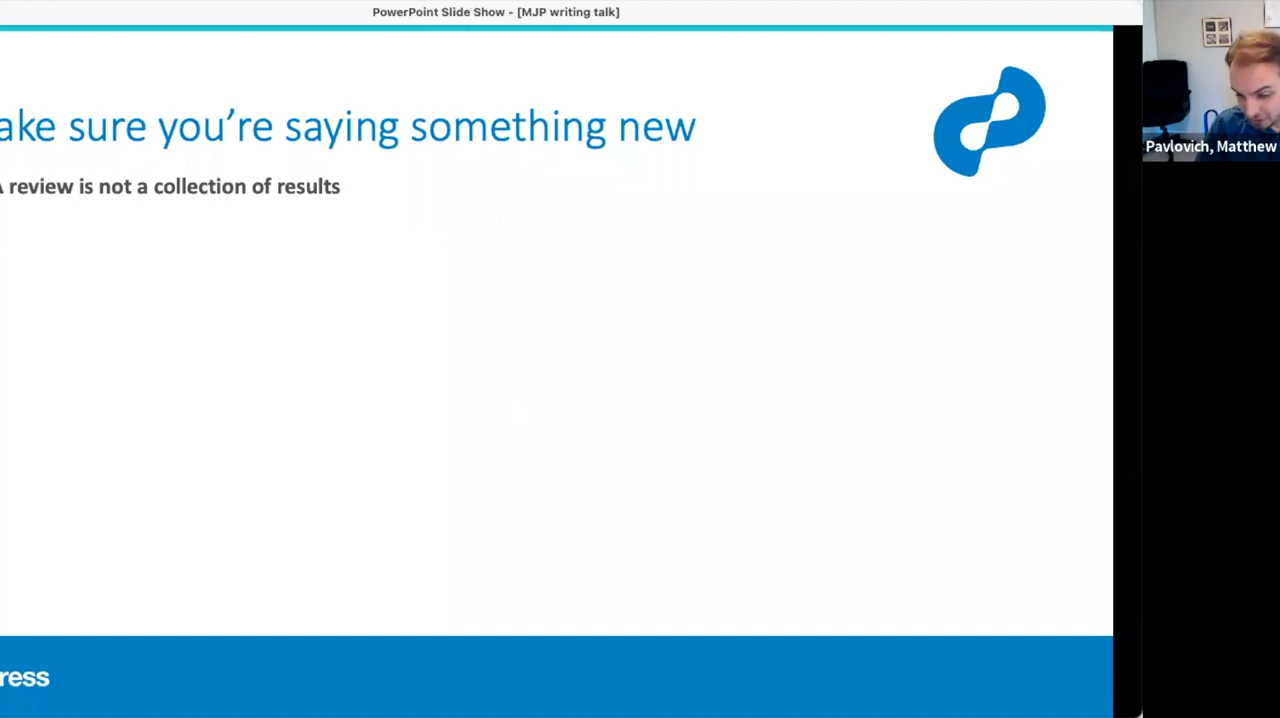 PowerPoint Slide Show - [MJP writing talk]
ake sure you're saying something new
A review is not a collection of results
Pavlovich, Matthew
ress